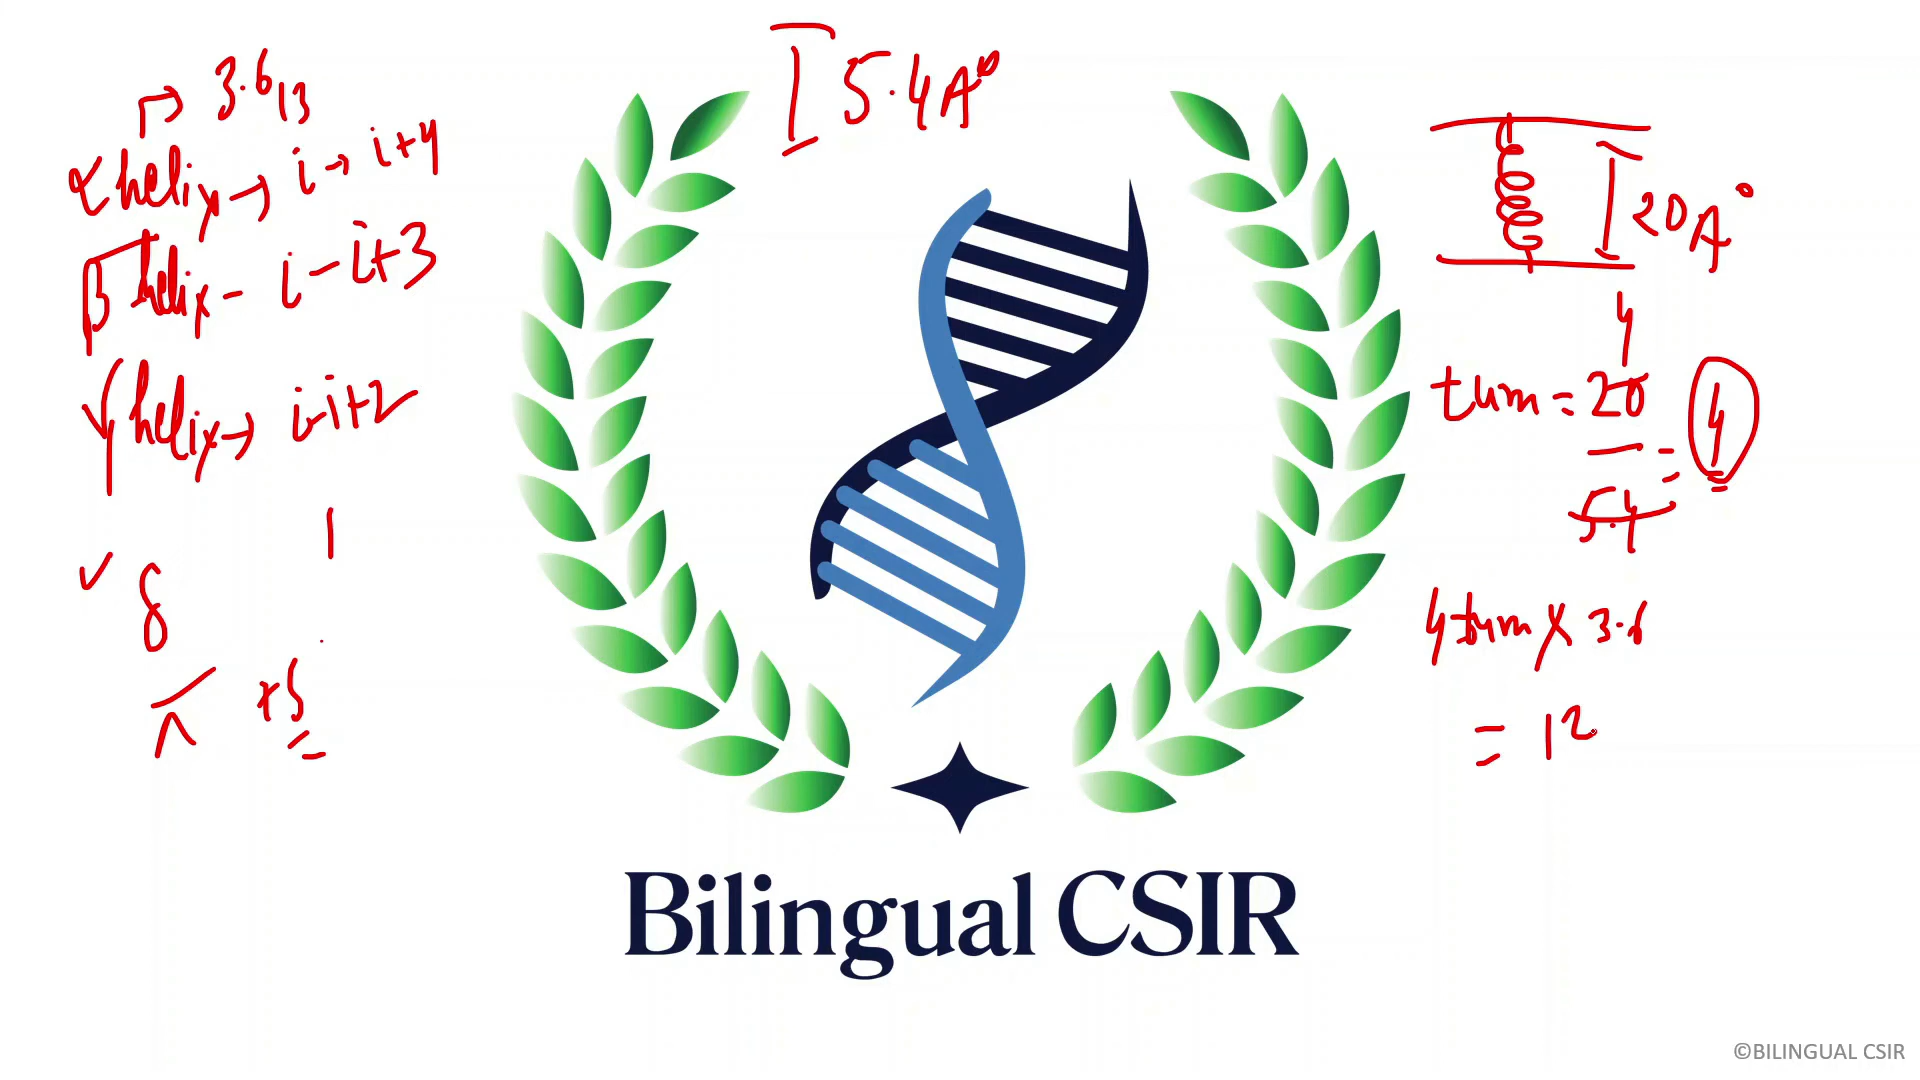 → 3.6₁₃
α helix → i → i+4
β helix - i - i+3
γ helix → i - i+2
✓ δ
π +5
I 5.4A°
20A°
4
turn = 20 / 5.4 = 4
4 turn x 3.6
= 12
Bilingual CSIR
©BILINGUAL CSIR